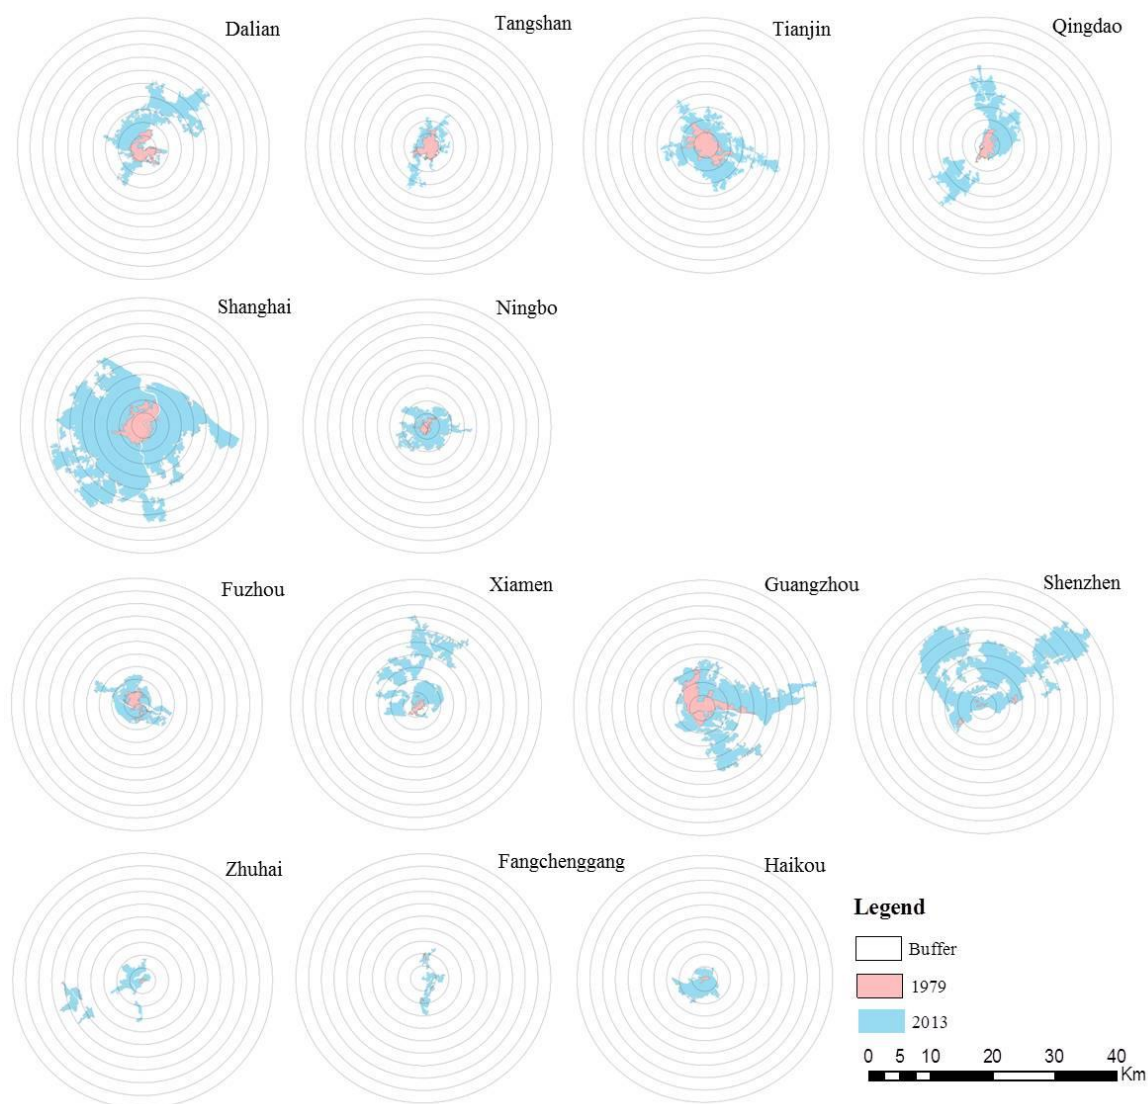 Dalian
Tangshan
Tianjin
Qingdao
Shanghai
Ningbo
Fuzhou
Xiamen
Guangzhou
Shenzhen
Zhuhai
Fangchenggang
Haikou
Legend
Buffer
1979
2013
0 5 10 20 30 40
Km